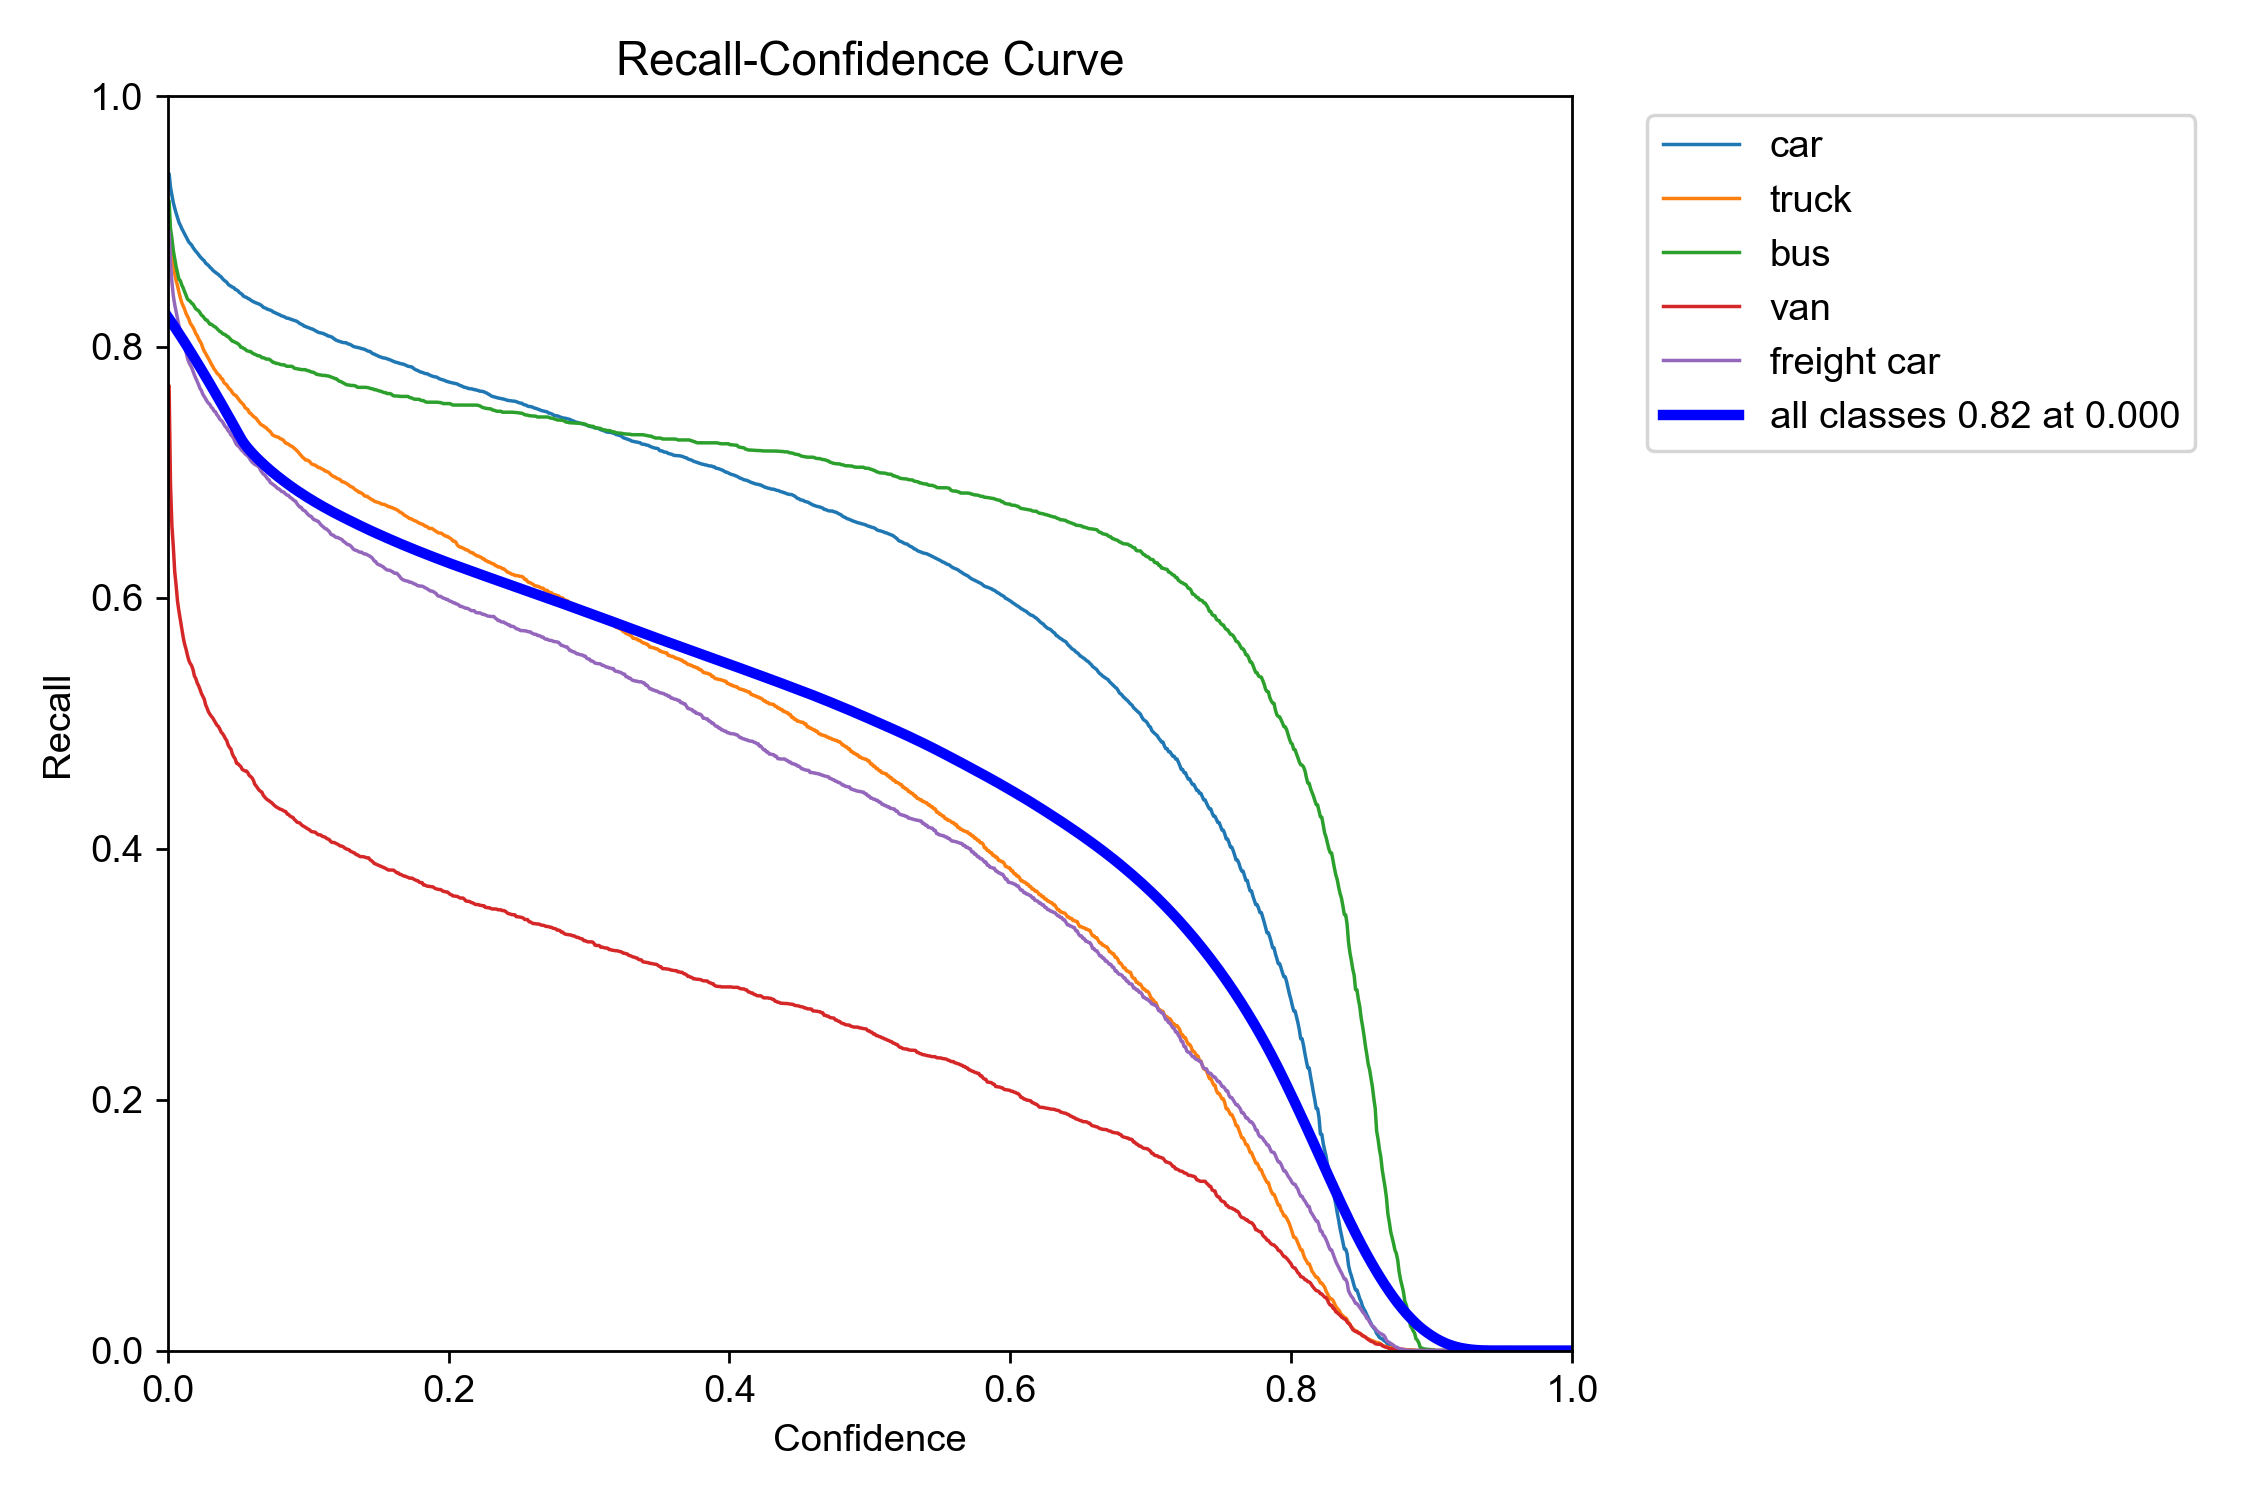 Recall-Confidence Curve
1.0
0.8
0.6
0.4
0.2
0.0
Recall
0.0 0.2 0.4 0.6 0.8 1.0
Confidence
car
truck
bus
van
freight car
all classes 0.82 at 0.000